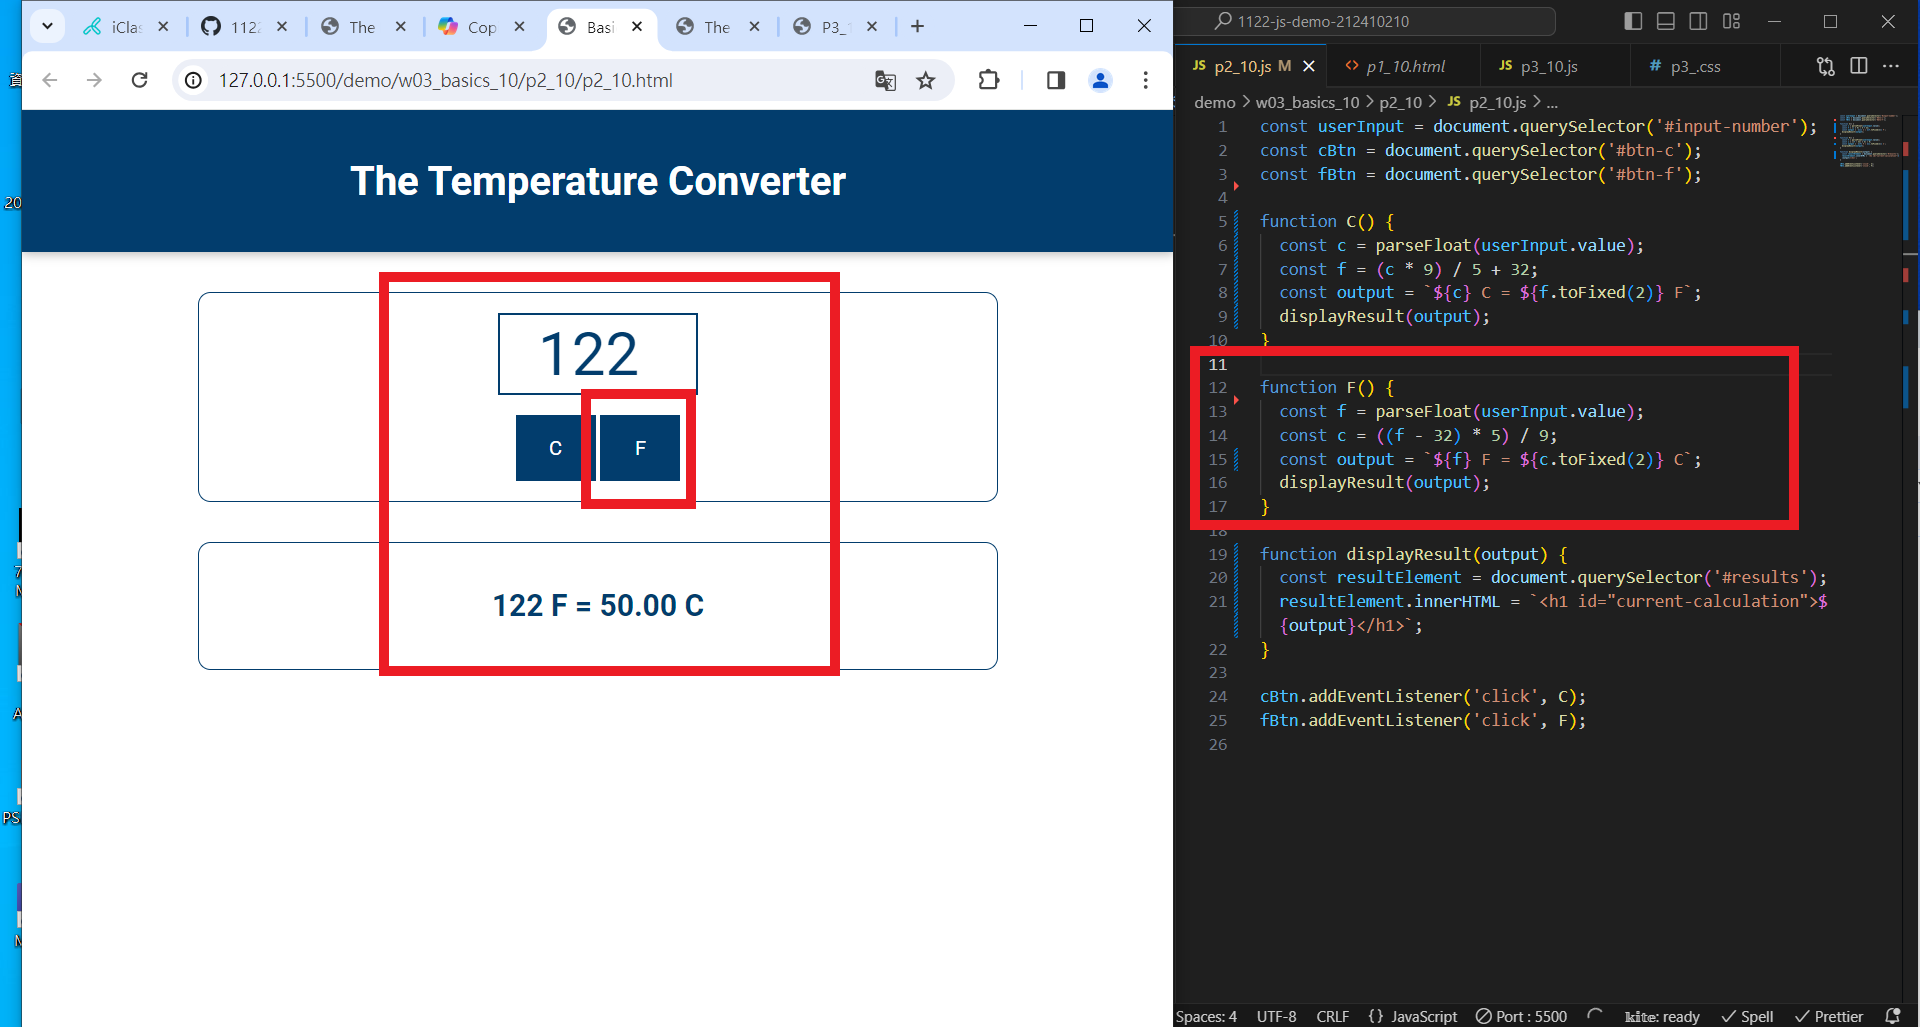 iClas
1122
The
Cop
Basi
The
P3_
127.0.0.1:5500/demo/w03_basics_10/p2_10/p2_10.html
The Temperature Converter
122
C
F
122 F = 50.00 C
1122-js-demo-212410210
JS p2_10.js M
<> p1_10.html
JS p3_10.js
# p3_.css
demo > w03_basics_10 > p2_10 > JS p2_10.js > ...
1 const userInput = document.querySelector('#input-number');
2 const cBtn = document.querySelector('#btn-c');
3 const fBtn = document.querySelector('#btn-f');
4
5 function C() {
6 const c = parseFloat(userInput.value);
7 const f = (c * 9) / 5 + 32;
8 const output = `${c} C = ${f.toFixed(2)} F`;
9 displayResult(output);
10 }
11
12 function F() {
13 const f = parseFloat(userInput.value);
14 const c = ((f - 32) * 5) / 9;
15 const output = `${f} F = ${c.toFixed(2)} C`;
16 displayResult(output);
17 }
18
19 function displayResult(output) {
20 const resultElement = document.querySelector('#results');
21 resultElement.innerHTML = `<h1 id="current-calculation">$
{output}</h1>`;
22 }
23
24 cBtn.addEventListener('click', C);
25 fBtn.addEventListener('click', F);
26
Spaces: 4
UTF-8
CRLF
{} JavaScript
Port : 5500
kite: ready
Spell
Prettier
20
PS